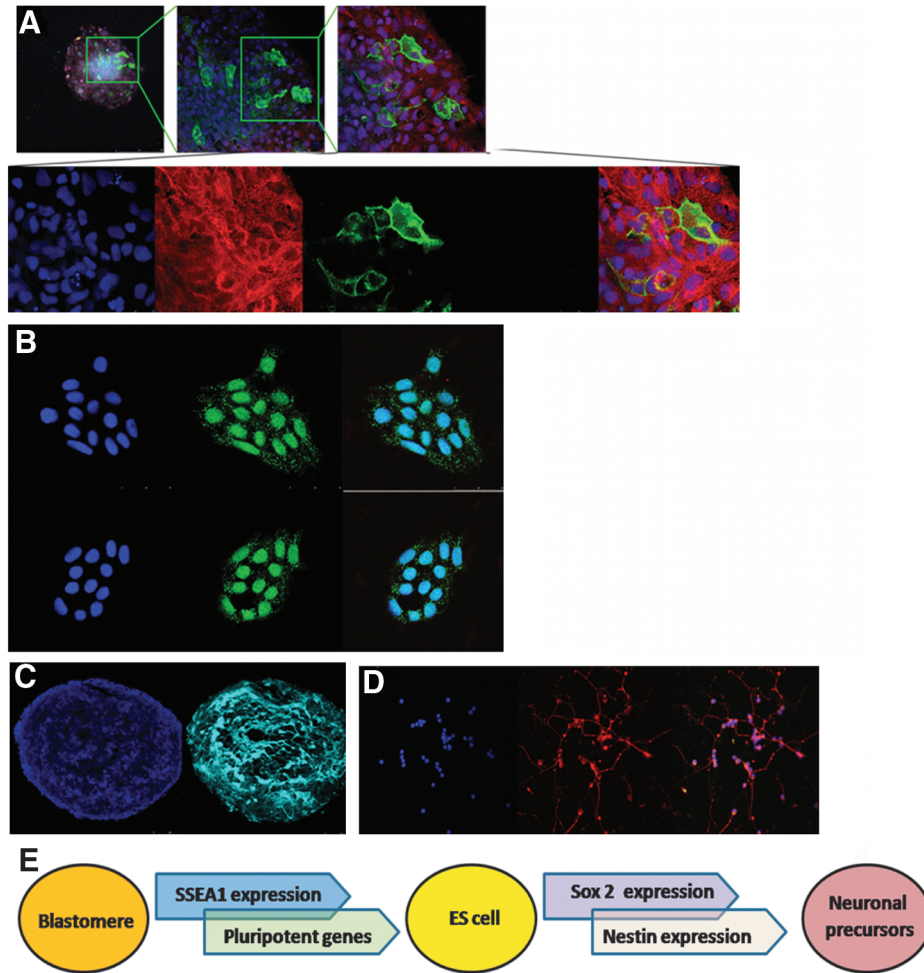 A
B
C
D
E
Blastomere
SSEA1 expression
Pluripotent genes
ES cell
Sox 2 expression
Nestin expression
Neuronal
precursors